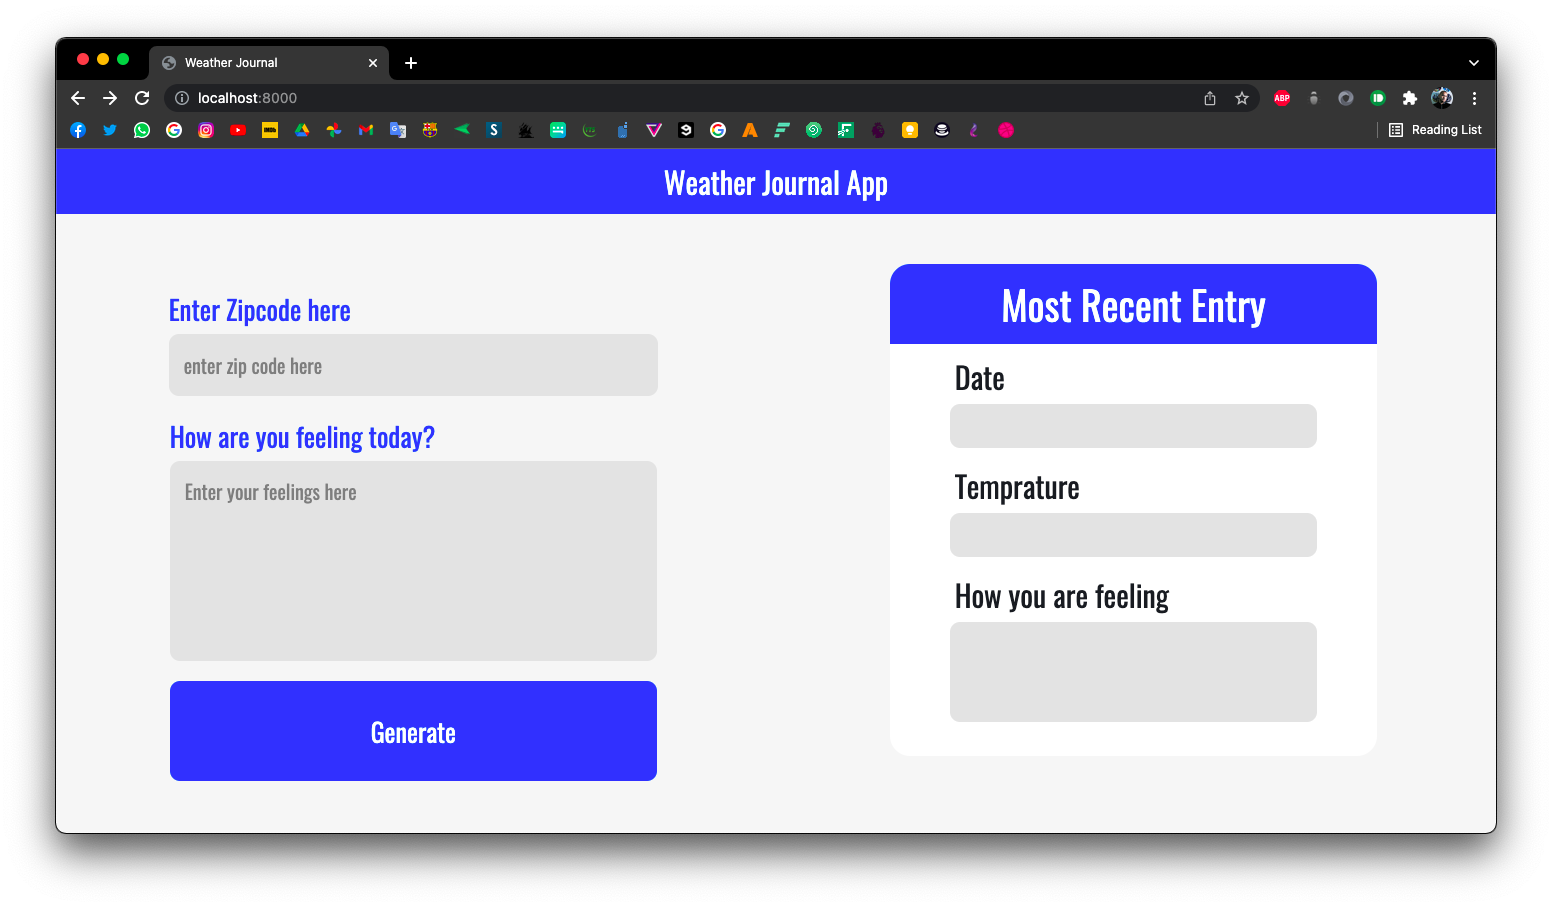 Weather Journal
localhost:8000
ABP
IMDb
S
Reading List
Weather Journal App
Enter Zipcode here
enter zip code here
How are you feeling today?
Enter your feelings here
Generate
Most Recent Entry
Date
Temprature
How you are feeling